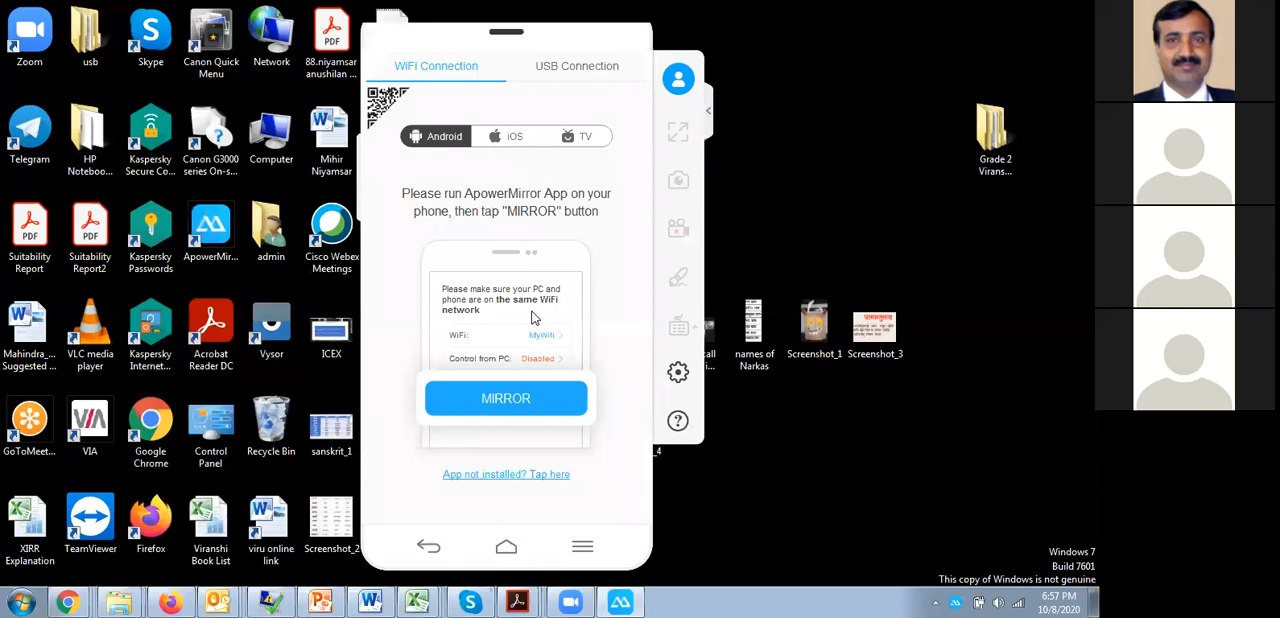 Zoom
usb
Skype
Canon Quick
Menu
Network
88.niyamsar
anushilan ...
Telegram
HP
Noteboo...
Kaspersky
Secure Co...
Canon G3000
series On-s...
Computer
Mihir
Niyamsar
Suitability
Report
Suitability
Report2
Kaspersky
Passwords
ApowerMir...
admin
Cisco Webex
Meetings
Mahindra_...
Suggested ...
VLC media
player
Kaspersky
Internet...
Acrobat
Reader DC
Vysor
ICEX
GoToMeet...
VIA
Google
Chrome
Control
Panel
Recycle Bin
sanskrit_1
XIRR
Explanation
TeamViewer
Firefox
Viranshi
Book List
viru online
link
Screenshot_2
WiFi Connection
USB Connection
Android
iOS
TV
Please run ApowerMirror App on your
phone, then tap "MIRROR" button
Please make sure your PC and
phone are on the same WiFi
network
WiFi:
MyWifi
Control from PC:
Disabled
MIRROR
App not installed? Tap here
names of
Narkas
Screenshot_1
Screenshot_3
Grade 2
Virans...
Windows 7
Build 7601
This copy of Windows is not genuine
6:57 PM
10/8/2020